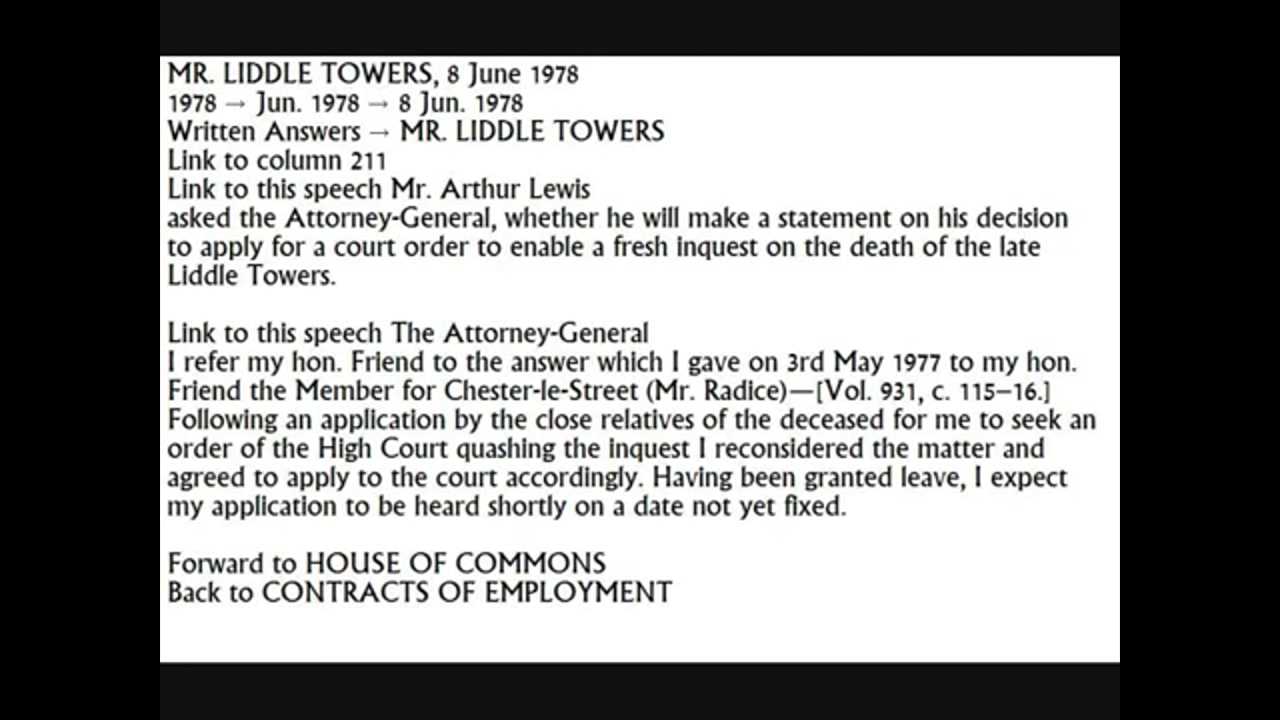 MR. LIDDLE TOWERS, 8 June 1978
1978 → Jun. 1978 → 8 Jun. 1978
Written Answers → MR. LIDDLE TOWERS
Link to column 211
Link to this speech Mr. Arthur Lewis
asked the Attorney-General, whether he will make a statement on his decision
to apply for a court order to enable a fresh inquest on the death of the late
Liddle Towers.
Link to this speech The Attorney-General
I refer my hon. Friend to the answer which I gave on 3rd May 1977 to my hon.
Friend the Member for Chester-le-Street (Mr. Radice)—[Vol. 931, c. 115–16.]
Following an application by the close relatives of the deceased for me to seek an
order of the High Court quashing the inquest I reconsidered the matter and
agreed to apply to the court accordingly. Having been granted leave, I expect
my application to be heard shortly on a date not yet fixed.
Forward to HOUSE OF COMMONS
Back to CONTRACTS OF EMPLOYMENT